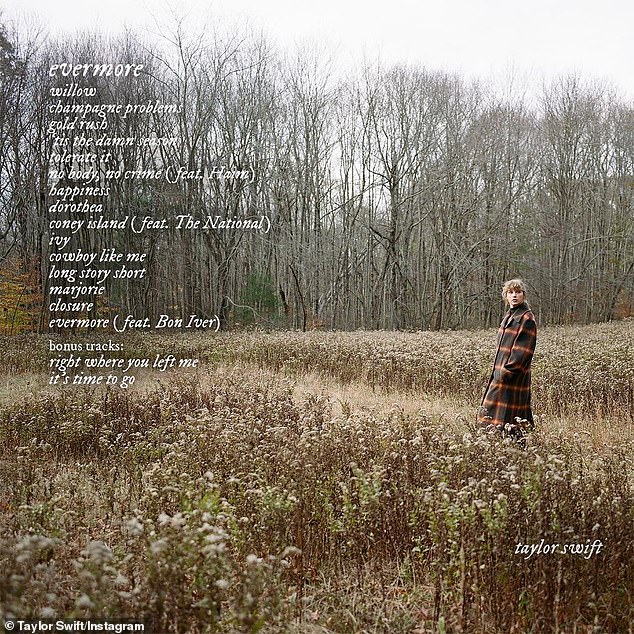 evermore
willow
champagne problems
gold rush
'tis the damn season
tolerate it
no body, no crime ( feat. Haim)
happiness
dorothea
coney island ( feat. The National)
ivy
cowboy like me
long story short
marjorie
closure
evermore ( feat. Bon Iver)
bonus tracks:
right where you left me
it's time to go
taylor swift
© Taylor Swift/Instagram